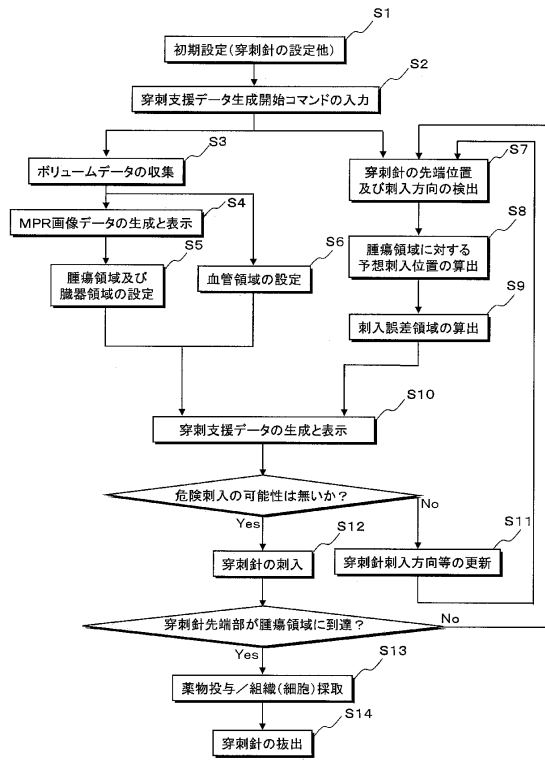 S1
初期設定(穿刺針の設定他)
S2
穿刺支援データ生成開始コマンドの入力
S3
ボリュームデータの収集
S4
MPR画像データの生成と表示
S5
腫瘍領域及び
臓器領域の設定
S6
血管領域の設定
S7
穿刺針の先端位置
及び刺入方向の検出
S8
腫瘍領域に対する
予想刺入位置の算出
S9
刺入誤差領域の算出
S10
穿刺支援データの生成と表示
危険刺入の可能性は無いか?
Yes
No
S12
穿刺針の刺入
S11
穿刺針刺入方向等の更新
穿刺針先端部が腫瘍領域に到達?
No
Yes
S13
薬物投与/組織(細胞)採取
S14
穿刺針の抜出